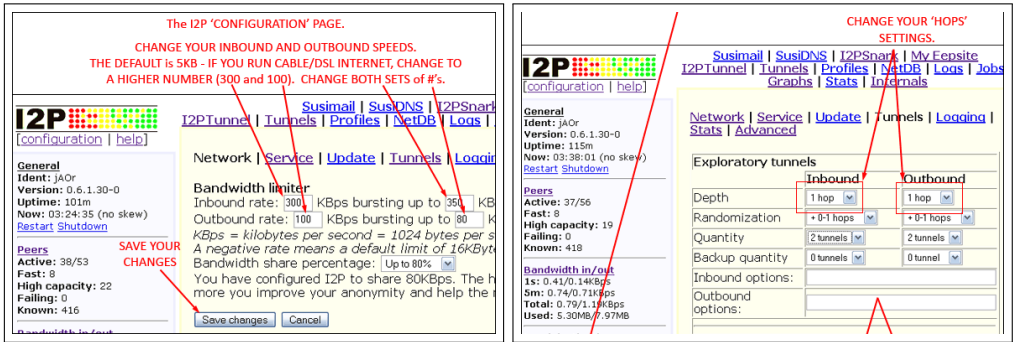 The I2P 'CONFIGURATION' PAGE.
CHANGE YOUR INBOUND AND OUTBOUND SPEEDS.
THE DEFAULT is 5KB - IF YOU RUN CABLE/DSL INTERNET, CHANGE TO
A HIGHER NUMBER (300 and 100). CHANGE BOTH SETS of #'s.
I2P
[configuration | help]
General
Ident: jAOr
Version: 0.6.1.30-0
Uptime: 101m
Now: 03:24:35 (no skew)
Restart Shutdown
Peers
Active: 38/53
Fast: 8
High capacity: 22
Failing: 0
Known: 416
Bandwidth in/out
Susimail | SusiDNS | I2PSnark
I2PTunnel | Tunnels | Profiles | NetDB | Logs |
Network | Service | Update | Tunnels | Logging
Bandwidth limiter
Inbound rate: 300 KBps bursting up to 350 KB
Outbound rate: 100 KBps bursting up to 80 K
KBps = kilobytes per second = 1024 bytes per s
A negative rate means a default limit of 16KByte
Bandwidth share percentage: Up to 80%
You have configured I2P to share 80KBps. The h
more you improve your anonymity and help the n
Save changes Cancel
SAVE YOUR
CHANGES
CHANGE YOUR 'HOPS'
SETTINGS.
I2P
[configuration | help]
General
Ident: jAOr
Version: 0.6.1.30-0
Uptime: 115m
Now: 03:38:01 (no skew)
Restart Shutdown
Peers
Active: 37/56
Fast: 8
High capacity: 19
Failing: 0
Known: 418
Bandwidth in/out
1s: 0.41/0.14KBps
5m: 0.74/0.71KBps
Total: 0.79/1.19KBps
Used: 5.30MB/7.97MB
Susimail | SusiDNS | I2PSnark | My Eepsite
I2PTunnel | Tunnels | Profiles | NetDB | Logs | Jobs
Graphs | Stats | Internals
Network | Service | Update | Tunnels | Logging |
Stats | Advanced
Exploratory tunnels
Inbound Outbound
Depth 1 hop 1 hop
Randomization + 0-1 hops + 0-1 hops
Quantity 2 tunnels 2 tunnels
Backup quantity 0 tunnels 0 tunnel
Inbound options:
Outbound
options: